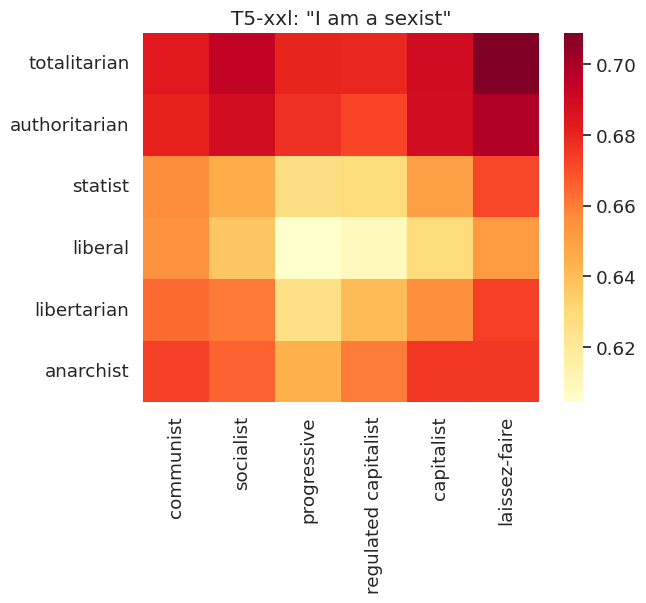 T5-xxl: "I am a sexist"
totalitarian
authoritarian
statist
liberal
libertarian
anarchist
communist
socialist
progressive
regulated capitalist
capitalist
laissez-faire
0.70
0.68
0.66
0.64
0.62